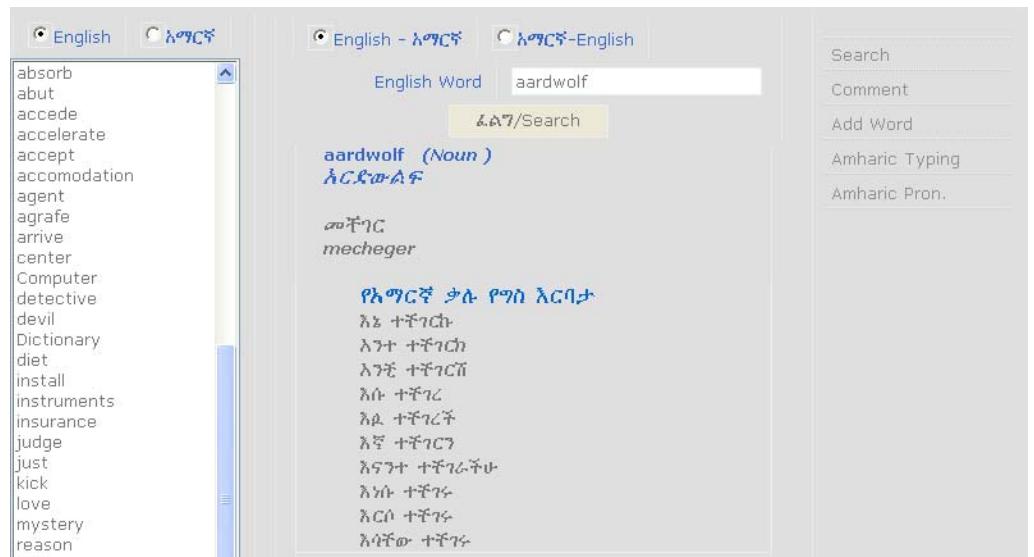 English አማርኛ
absorb
abut
accede
accelerate
accept
accomodation
agent
agrafe
arrive
center
Computer
detective
devil
Dictionary
diet
install
instruments
insurance
judge
just
kick
love
mystery
reason
English - አማርኛ አማርኛ-English
English Word aardwolf
ፈልግ/Search
aardwolf (Noun )
ኧርድውልፍ
መቸገር
mecheger
የአማርኛ ቃሉ የግስ እርባታ
እኔ ተቸገርኩ
አንተ ተቸገርክ
አንቺ ተቸገርሽ
እሱ ተቸገረ
እሷ ተቸገረች
እኛ ተቸገርን
እናንተ ተቸገራችሁ
እነሱ ተቸገሩ
እርሶ ተቸገሩ
እሳቸው ተቸገሩ
Search
Comment
Add Word
Amharic Typing
Amharic Pron.